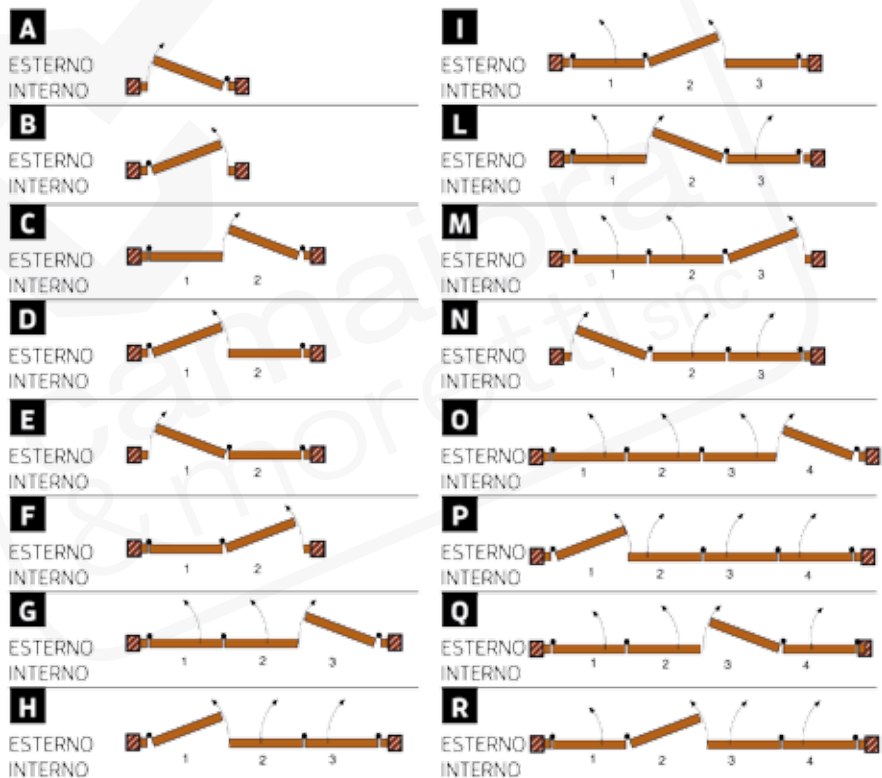 A
ESTERNO
INTERNO
B
ESTERNO
INTERNO
C
ESTERNO
INTERNO
1 2
D
ESTERNO
INTERNO
1 2
E
ESTERNO
INTERNO
1 2
F
ESTERNO
INTERNO
1 2
G
ESTERNO
INTERNO
1 2 3
H
ESTERNO
INTERNO
1 2 3
I
ESTERNO
INTERNO
1 2 3
L
ESTERNO
INTERNO
1 2 3
M
ESTERNO
INTERNO
1 2 3
N
ESTERNO
INTERNO
1 2 3
O
ESTERNO
INTERNO
1 2 3 4
P
ESTERNO
INTERNO
1 2 3 4
Q
ESTERNO
INTERNO
1 2 3 4
R
ESTERNO
INTERNO
1 2 3 4
camaiora
& moretti snc